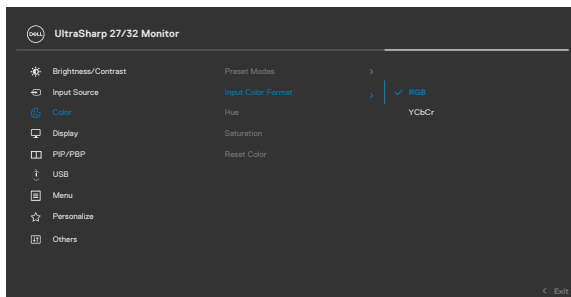 DELL UltraSharp 27/32 Monitor
Brightness/Contrast Preset Modes
Input Source Input Color Format RGB
Color Hue YCbCr
Display Saturation
PIP/PBP Reset Color
USB
Menu
Personalize
Others
Exit